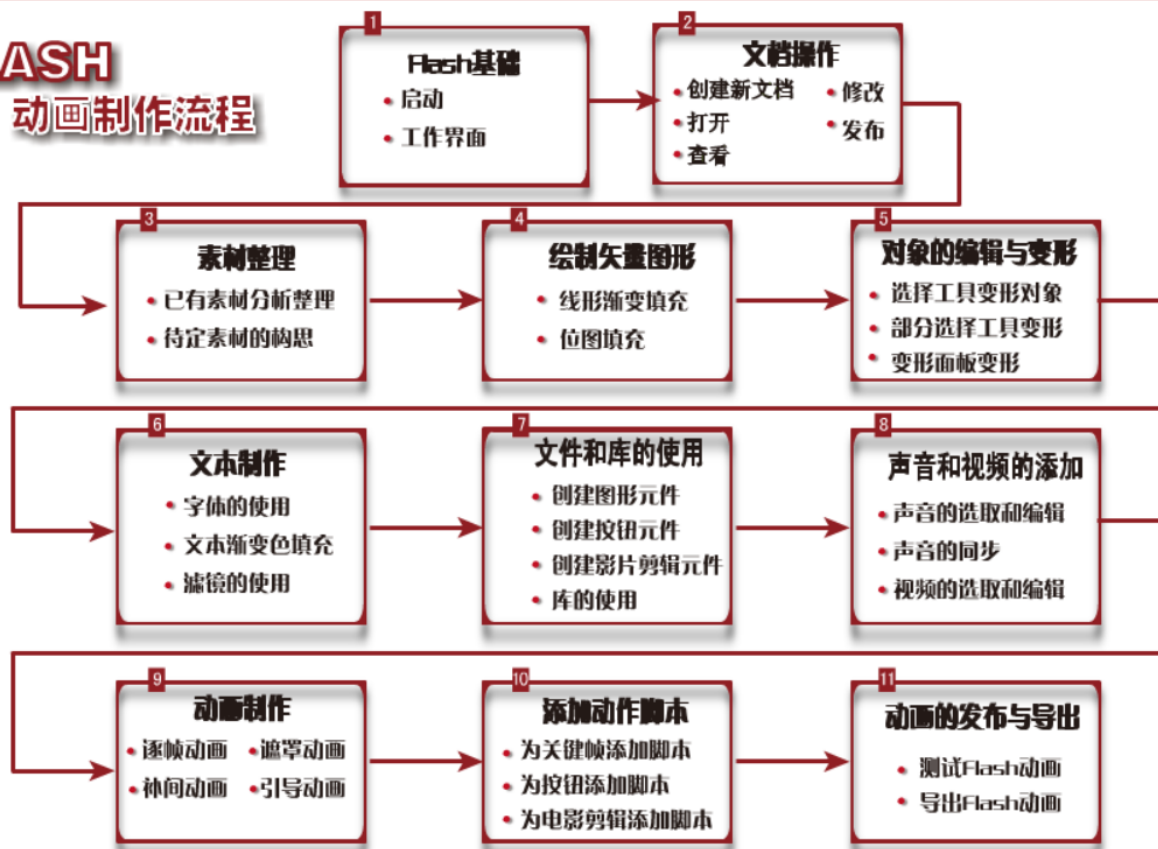 ASH
动画制作流程
1
Flash基础
启动
工作界面
2
文档操作
创建新文档
打开
查看
修改
发布
3
素材整理
已有素材分析整理
待定素材的构思
4
绘制矢量图形
线形渐变填充
位图填充
5
对象的编辑与变形
选择工具变形对象
部分选择工具变形
变形面板变形
6
文本制作
字体的使用
文本渐变色填充
滤镜的使用
7
文件和库的使用
创建图形元件
创建按钮元件
创建影片剪辑元件
库的使用
8
声音和视频的添加
声音的选取和编辑
声音的同步
视频的选取和编辑
9
动画制作
逐帧动画
遮罩动画
补间动画
引导动画
10
添加动作脚本
为关键帧添加脚本
为按钮添加脚本
为电影剪辑添加脚本
11
动画的发布与导出
测试Flash动画
导出Flash动画